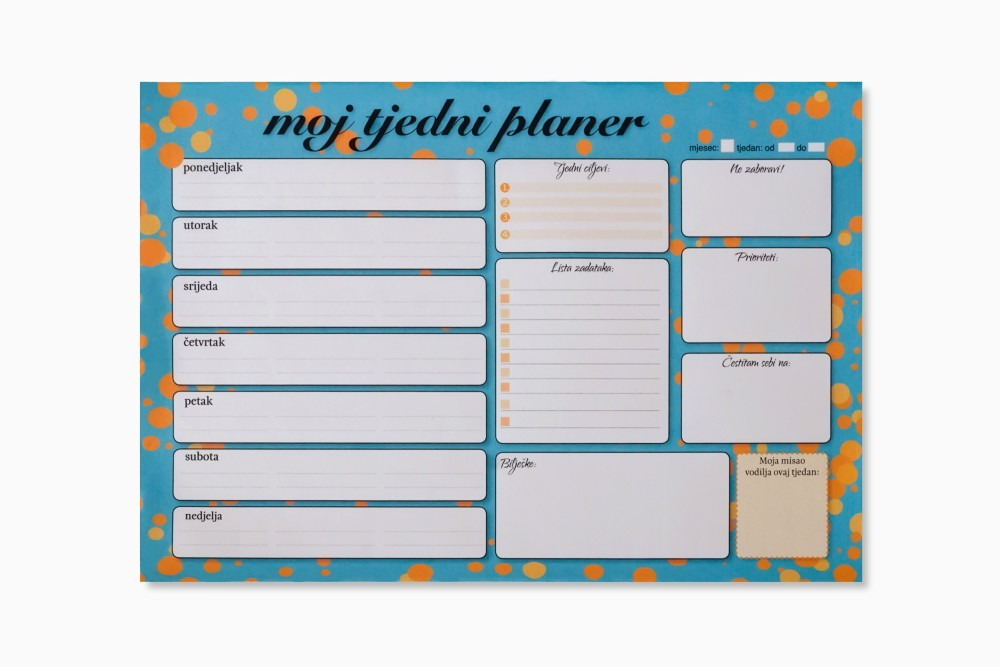 moj tjedni planer
mjesec: tjedan: od do
ponedjeljak
utorak
srijeda
četvrtak
petak
subota
nedjelja
Tjedni ciljevi:
1.
2.
3.
4.
Lista zadataka:
Bilješke:
Ne zaboravi!
Prioriteti:
Čestitam sebi na:
Moja misao
vodilja ovaj tjedan: